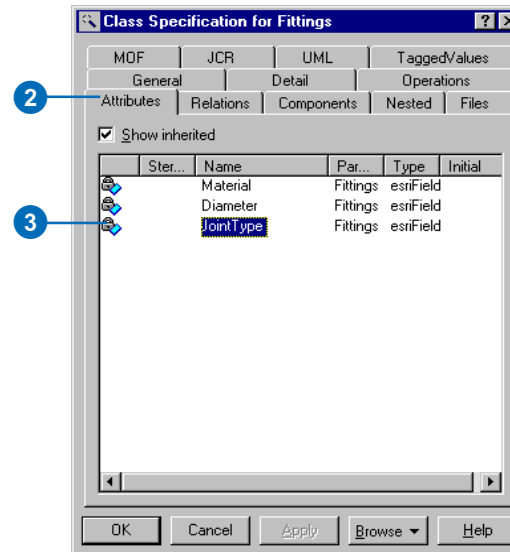 Class Specification for Fittings
MOF JCR UML TaggedValues
General Detail Operations
2
Attributes Relations Components Nested Files
Show inherited
Ster... Name Par... Type Initial
Material Fittings esriField
Diameter Fittings esriField
3
JointType Fittings esriField
OK Cancel Apply Browse Help